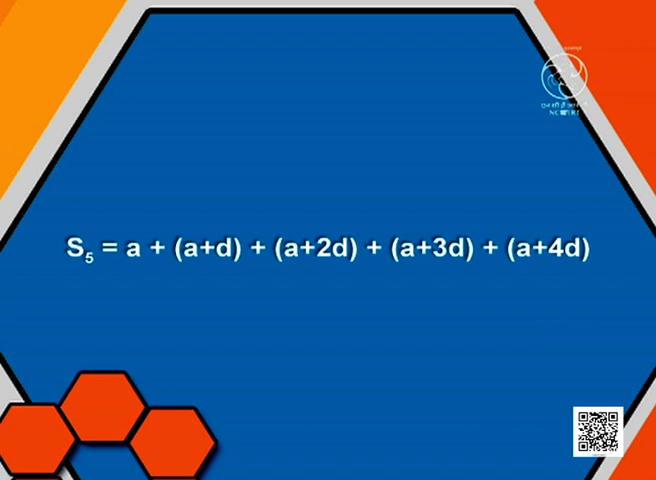 S₅ = a + (a+d) + (a+2d) + (a+3d) + (a+4d)